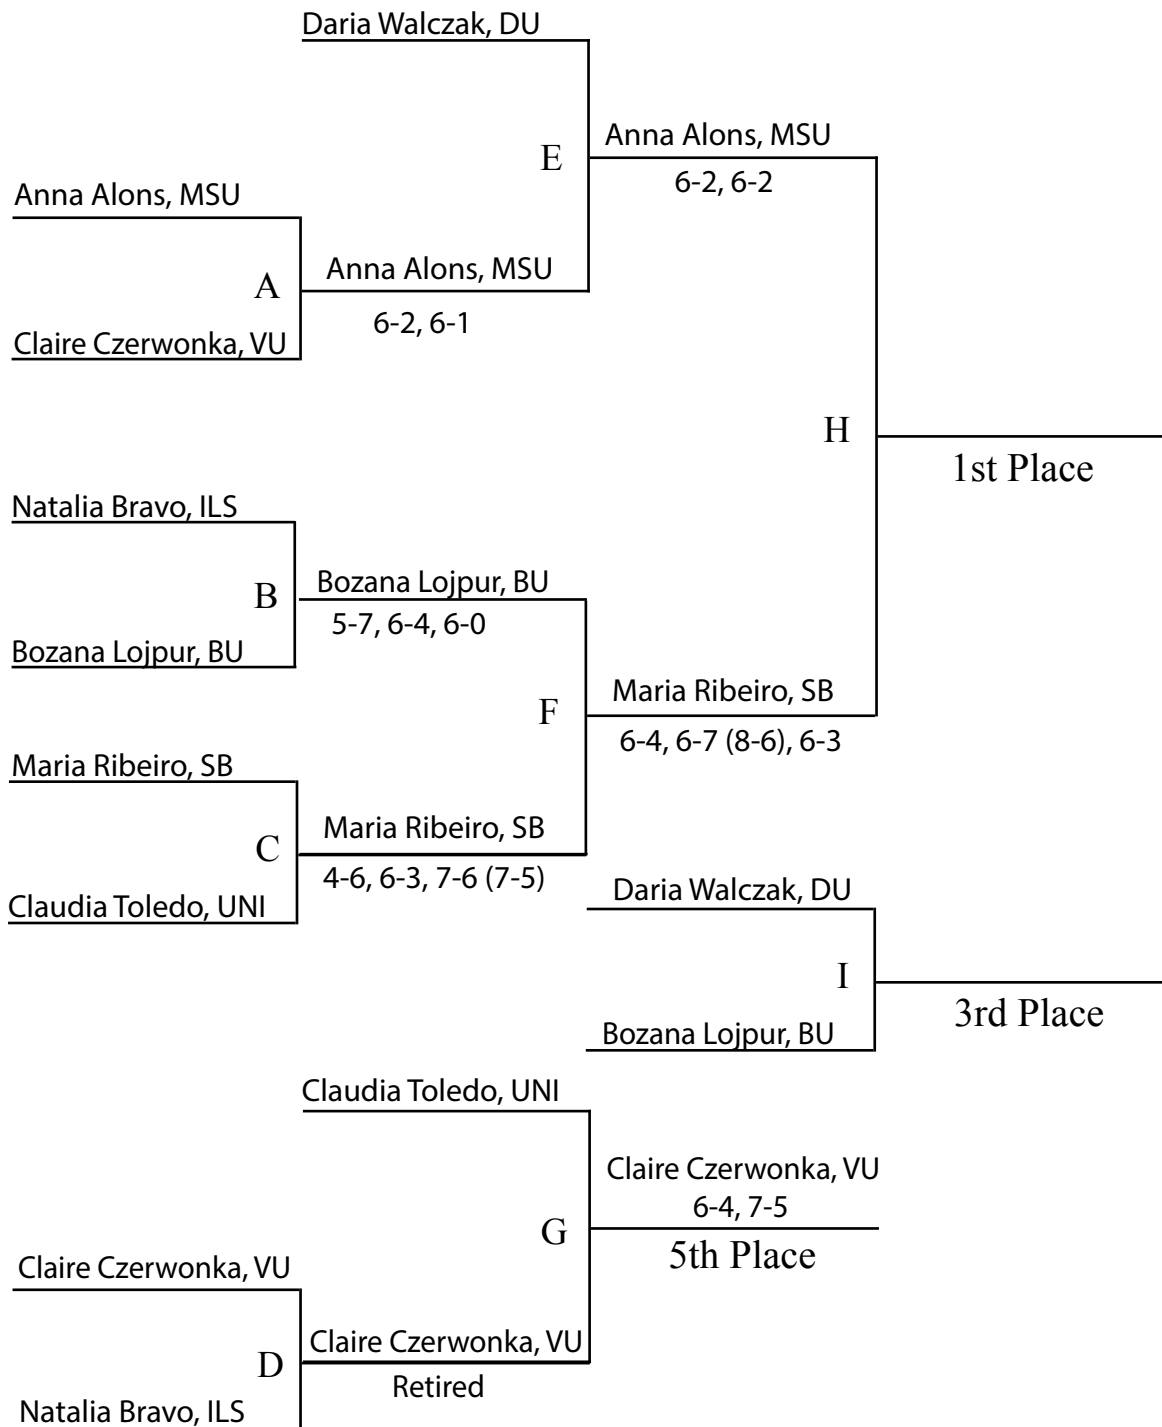 Daria Walczak, DU
E
Anna Alons, MSU
6-2, 6-2
Anna Alons, MSU
A
Anna Alons, MSU
6-2, 6-1
Claire Czerwonka, VU
H
1st Place
Natalia Bravo, ILS
B
Bozana Lojpur, BU
5-7, 6-4, 6-0
Bozana Lojpur, BU
F
Maria Ribeiro, SB
6-4, 6-7 (8-6), 6-3
Maria Ribeiro, SB
C
Maria Ribeiro, SB
4-6, 6-3, 7-6 (7-5)
Claudia Toledo, UNI
Daria Walczak, DU
I
3rd Place
Bozana Lojpur, BU
Claudia Toledo, UNI
G
Claire Czerwonka, VU
6-4, 7-5
5th Place
Claire Czerwonka, VU
D
Claire Czerwonka, VU
Retired
Natalia Bravo, ILS